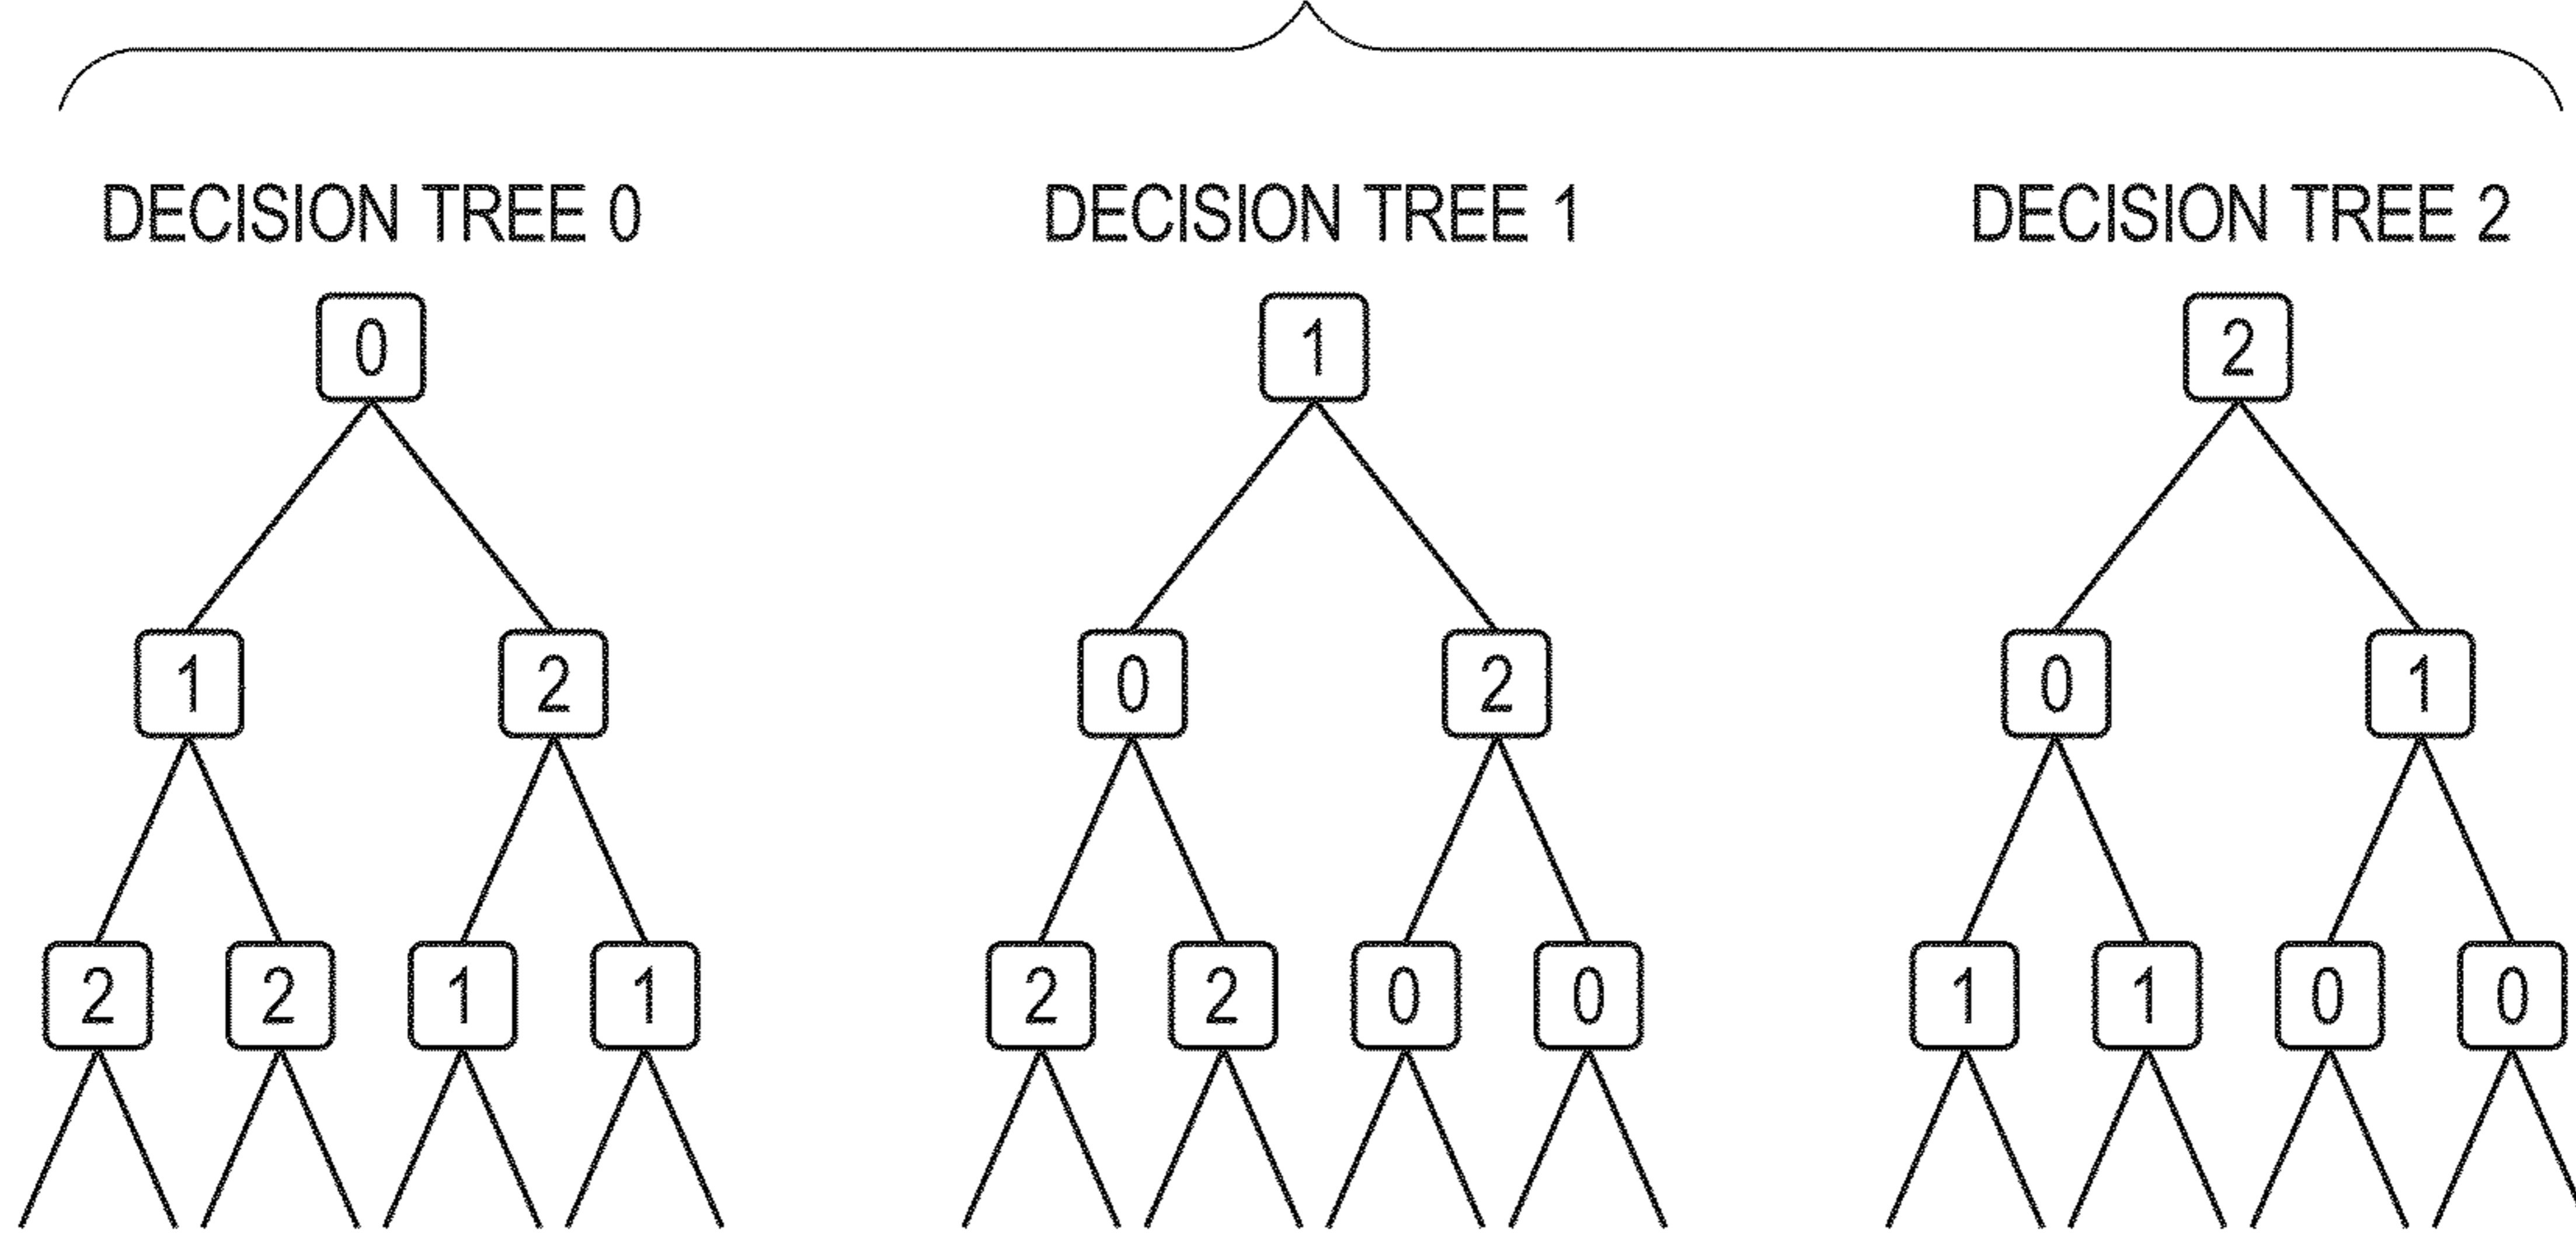 DECISION TREE 0 DECISION TREE 1 DECISION TREE 2
0 1 2
1 2 0 2 0 1
2 2 1 1 2 2 0 0 1 1 0 0